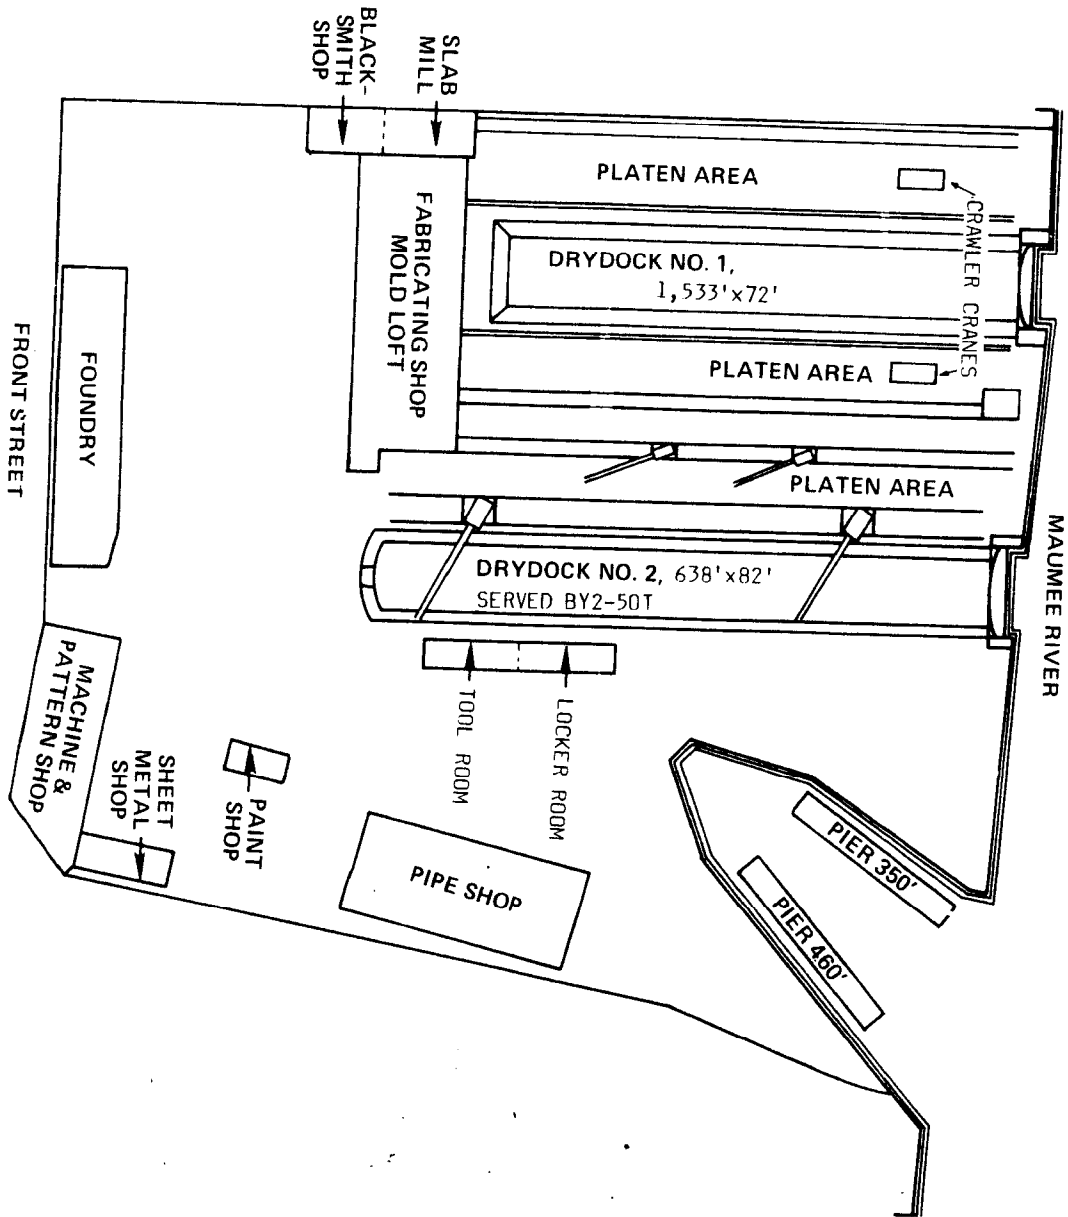 BLACK-
SMITH
SHOP
SLAB
MILL
PLATEN AREA
CRAWLER CRANES
FABRICATING SHOP
MOLD LOFT
DRYDOCK NO. 1,
1,533'x72'
PLATEN AREA
FOUNDRY
FRONT STREET
PLATEN AREA
MAUMEE RIVER
DRYDOCK NO. 2, 638'x82'
SERVED BY2-50T
MACHINE &
PATTERN SHOP
SHEET
METAL
SHOP
PAINT
SHOP
TOOL ROOM
LOCKER ROOM
PIPE SHOP
PIER 350'
PIER 460'